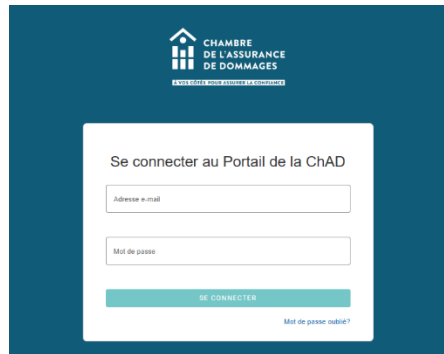 CHAMBRE
DE L'ASSURANCE
DE DOMMAGES
À VOS CÔTÉS POUR ASSURER LA CONFIANCE
Se connecter au Portail de la ChAD
Adresse e-mail
Mot de passe
SE CONNECTER
Mot de passe oublié?